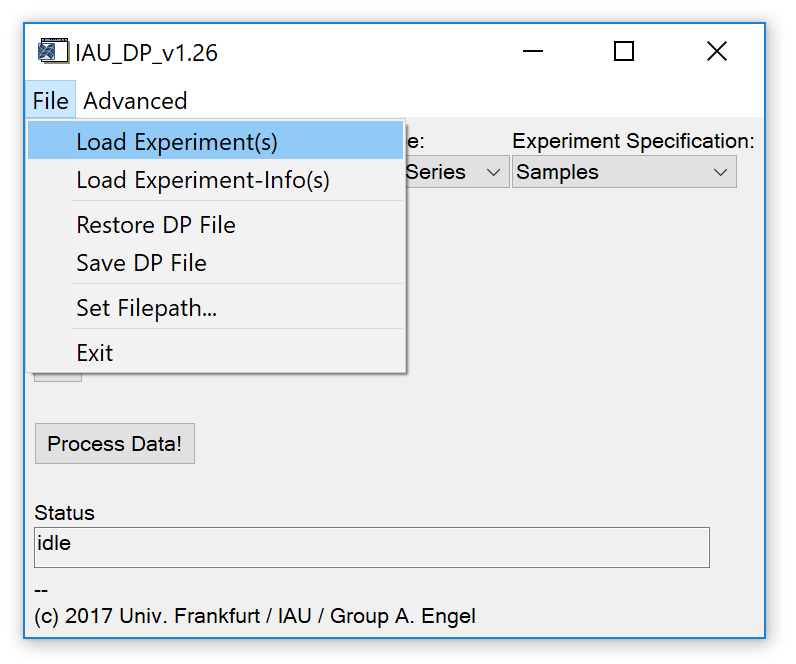 IAU_DP_v1.26
File Advanced
Load Experiment(s)
e: Experiment Specification:
Load Experiment-Info(s)
Series Samples
Restore DP File
Save DP File
Set Filepath...
Exit
Process Data!
Status
idle
--
(c) 2017 Univ. Frankfurt / IAU / Group A. Engel